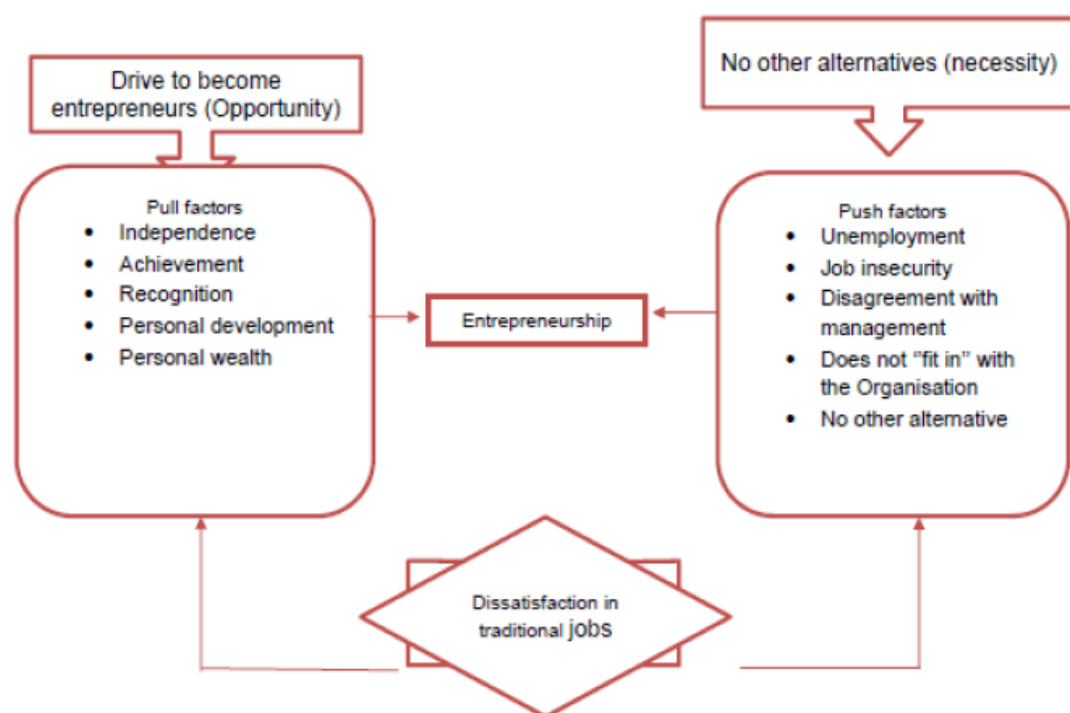 Drive to become
entrepreneurs (Opportunity)
No other alternatives (necessity)
Pull factors
• Independence
• Achievement
• Recognition
• Personal development
• Personal wealth
Entrepreneurship
Push factors
• Unemployment
• Job insecurity
• Disagreement with
management
• Does not “fit in” with
the Organisation
• No other alternative
Dissatisfaction in
traditional jobs